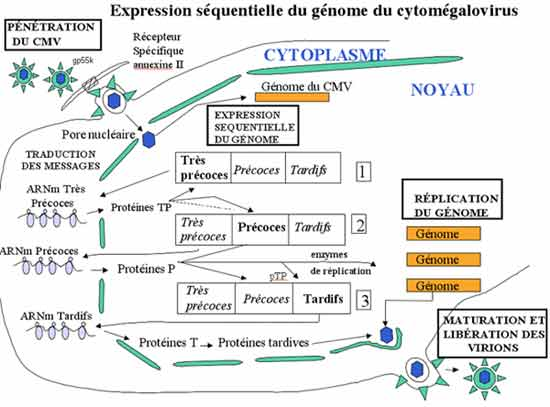 Expression séquentielle du génome du cytomégalovirus
PÉNÉTRATION
DU CMV
gp55k
Récepteur
Spécifique
annexine II
CYTOPLASME
NOYAU
Génome du CMV
Pore nucléaire
EXPRESSION
SEQUENTIELLE
DU GÉNOME
TRADUCTION
DES MESSAGES
Très
précoces
Précoces
Tardifs
1
ARNm Très
Précoces
Protéines TP
RÉPLICATION
DU GÉNOME
Très
précoces
Précoces
Tardifs
2
Génome
Génome
Génome
ARNm Précoces
Protéines P
enzymes
de réplication
pTP
Très
précoces
Précoces
Tardifs
3
ARNm Tardifs
Protéines T
Protéines tardives
MATURATION ET
LIBÉRATION DES
VIRIONS